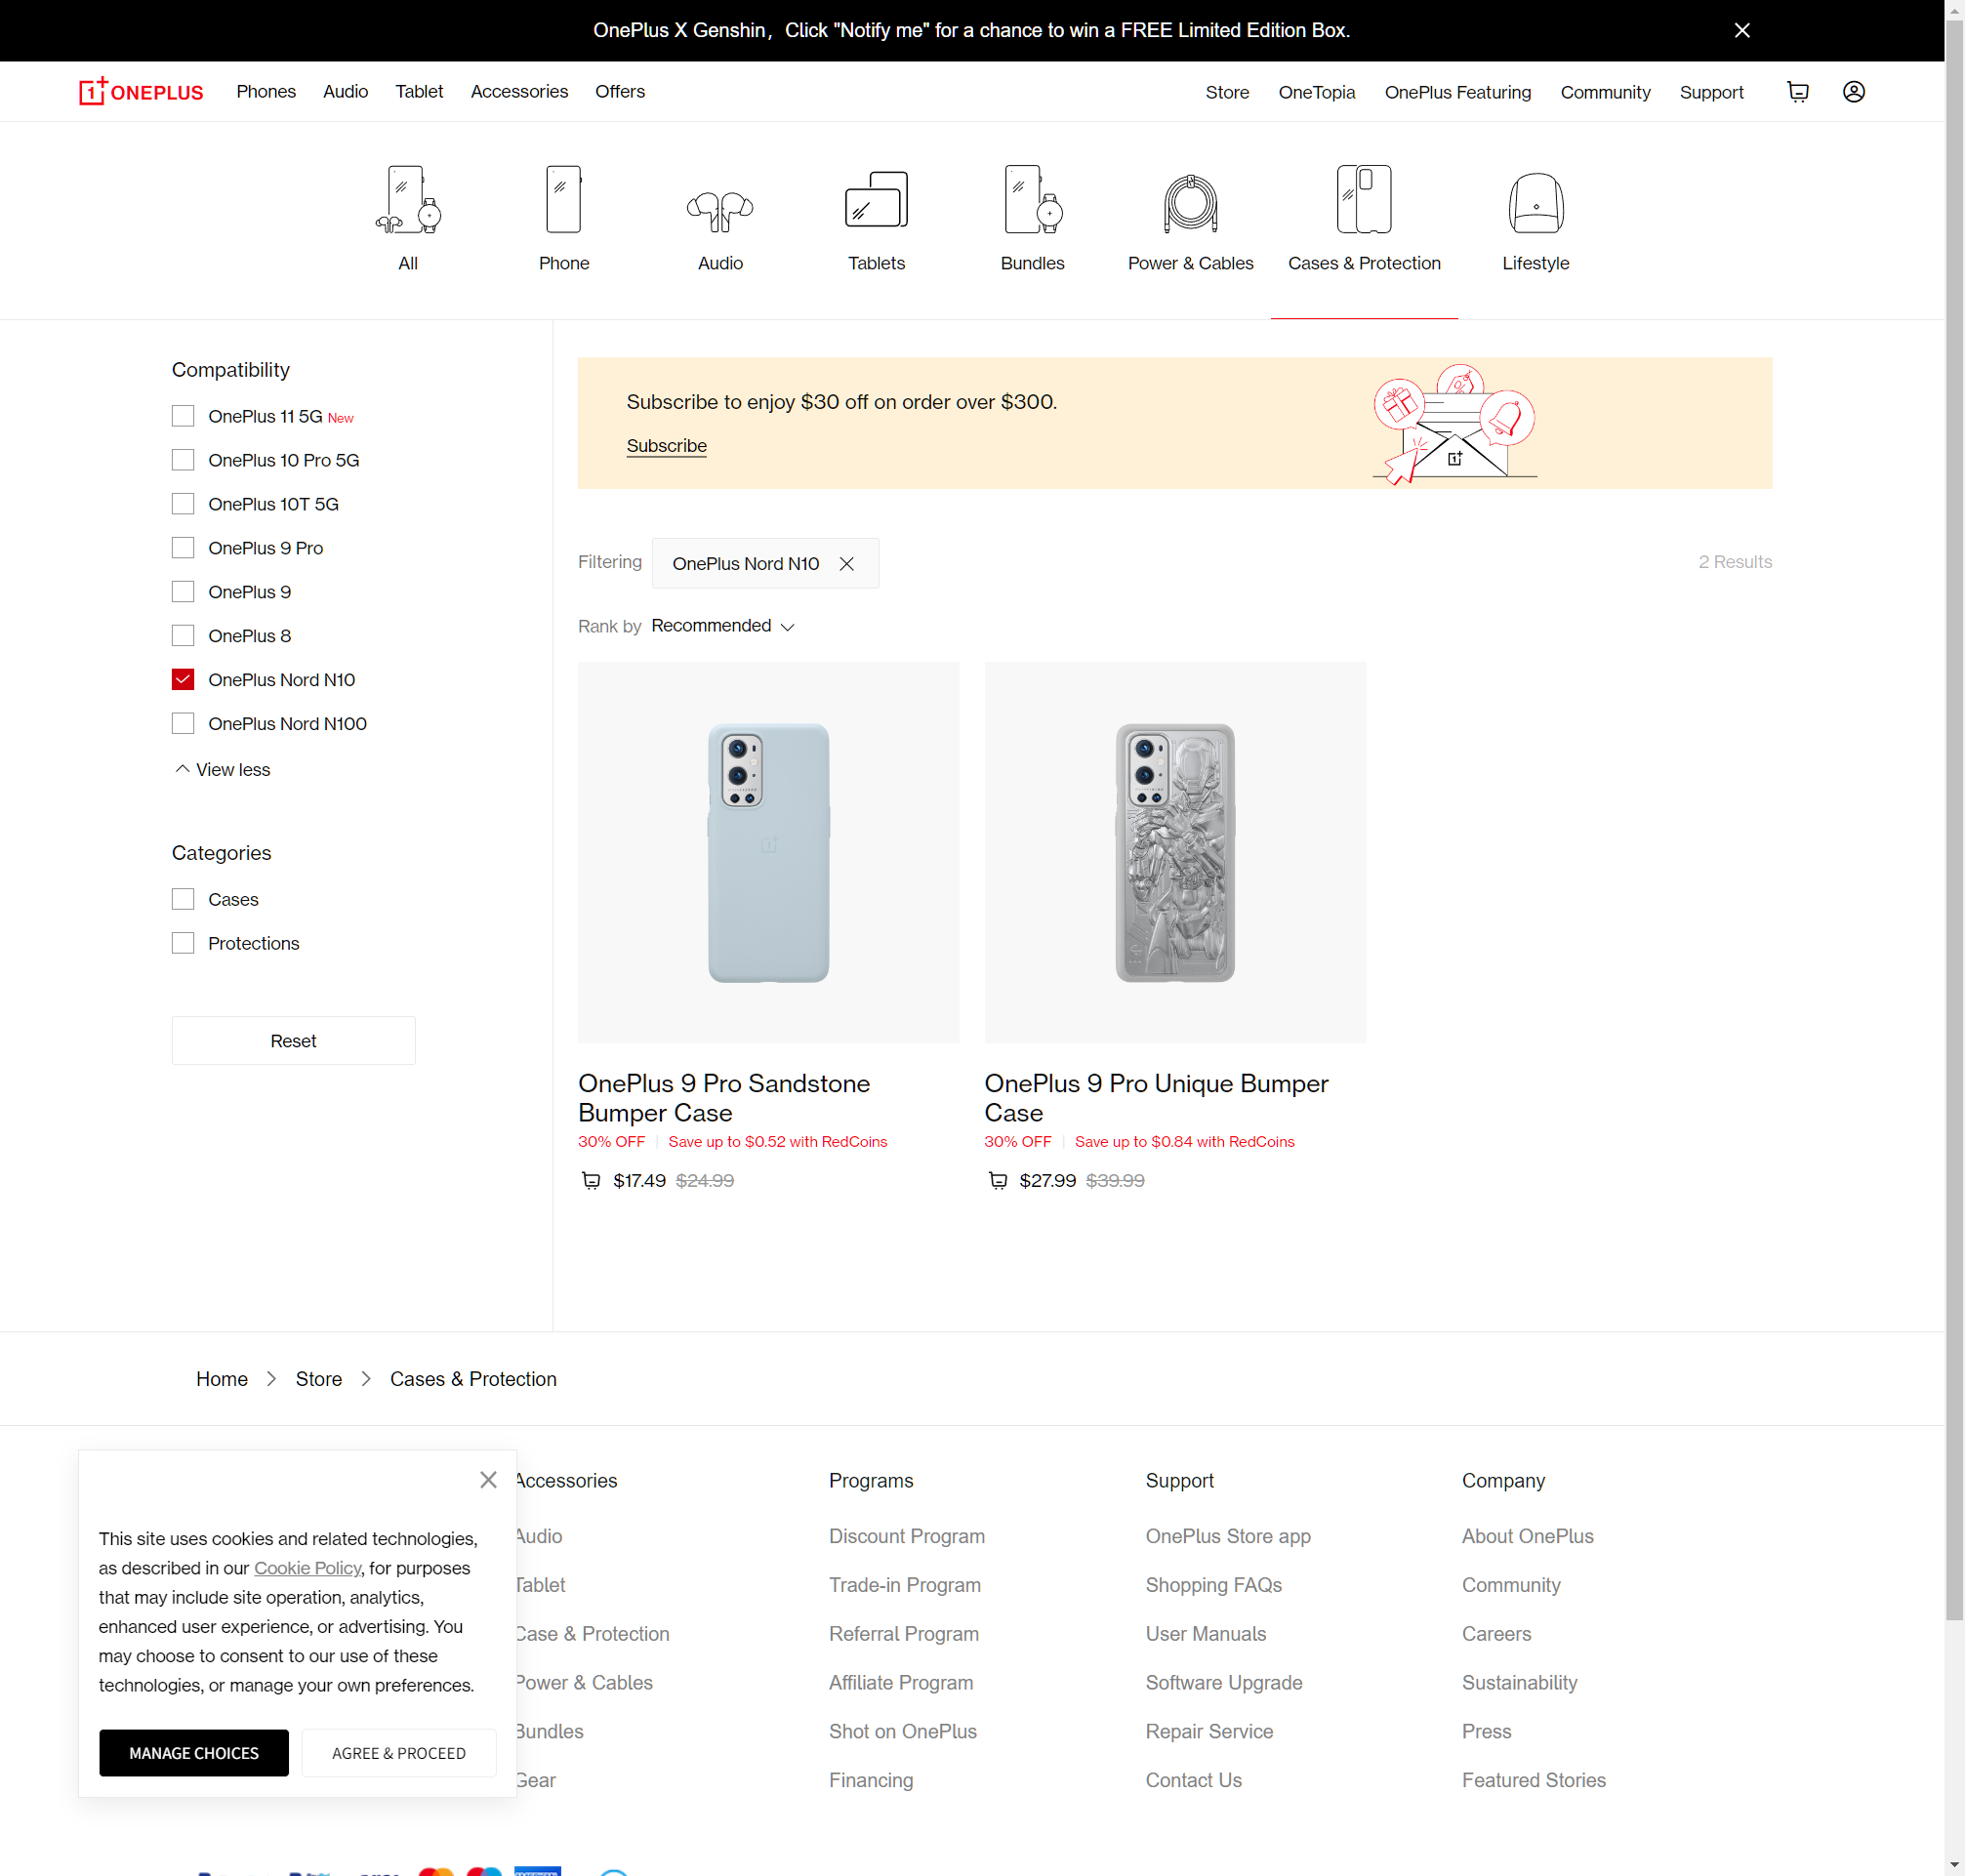 OnePlus X Genshin, Click "Notify me" for a chance to win a FREE Limited Edition Box.
ONEPLUS Phones Audio Tablet Accessories Offers Store OneTopia OnePlus Featuring Community Support
All Phone Audio Tablets Bundles Power & Cables Cases & Protection Lifestyle
Compatibility
OnePlus 11 5G New
OnePlus 10 Pro 5G
OnePlus 10T 5G
OnePlus 9 Pro
OnePlus 9
OnePlus 8
OnePlus Nord N10
OnePlus Nord N100
View less
Categories
Cases
Protections
Reset
Subscribe to enjoy $30 off on order over $300.
Subscribe
Filtering OnePlus Nord N10 2 Results
Rank by Recommended
OnePlus 9 Pro Sandstone
Bumper Case
30% OFF Save up to $0.52 with RedCoins
$17.49 $24.99
OnePlus 9 Pro Unique Bumper
Case
30% OFF Save up to $0.84 with RedCoins
$27.99 $39.99
Home Store Cases & Protection
This site uses cookies and related technologies,
as described in our Cookie Policy, for purposes
that may include site operation, analytics,
enhanced user experience, or advertising. You
may choose to consent to our use of these
technologies, or manage your own preferences.
MANAGE CHOICES AGREE & PROCEED
Accessories
Audio
Tablet
Case & Protection
Power & Cables
Bundles
Gear
Programs
Discount Program
Trade-in Program
Referral Program
Affiliate Program
Shot on OnePlus
Financing
Support
OnePlus Store app
Shopping FAQs
User Manuals
Software Upgrade
Repair Service
Contact Us
Company
About OnePlus
Community
Careers
Sustainability
Press
Featured Stories